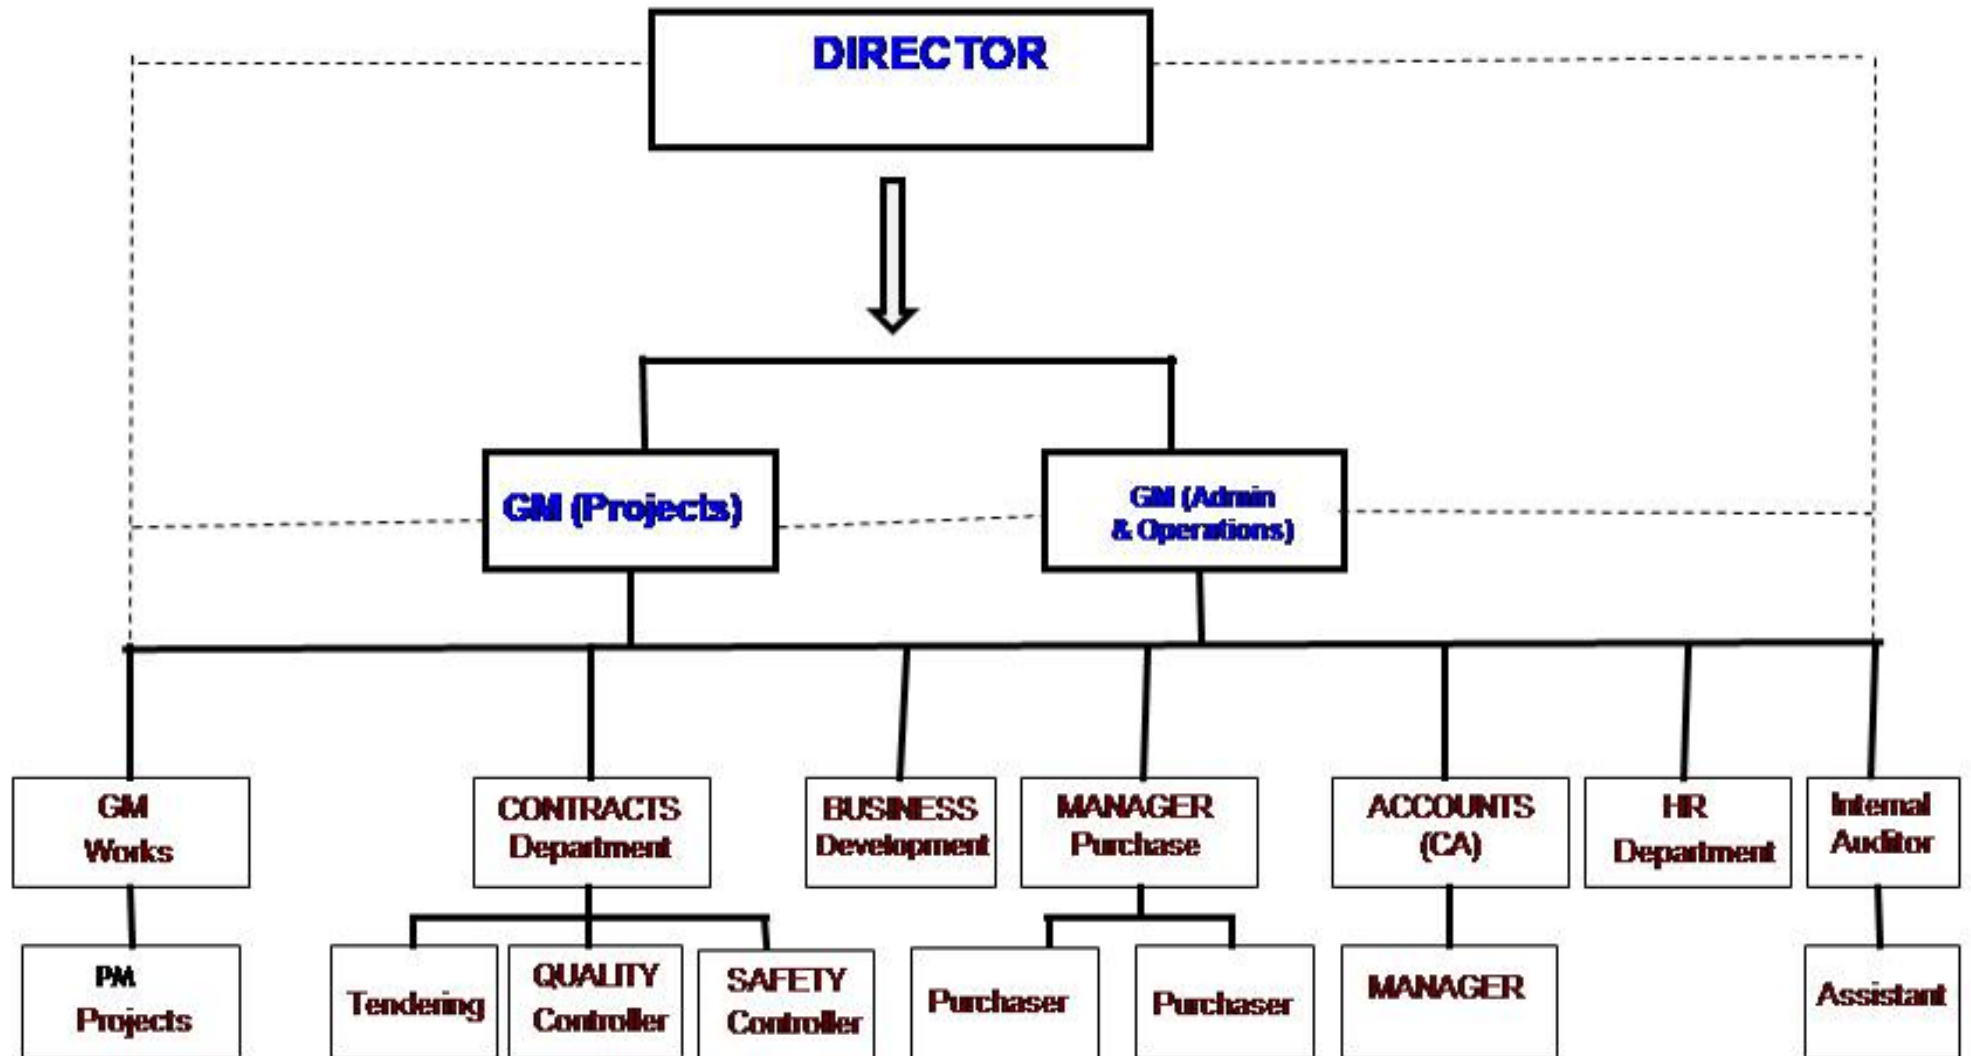 DIRECTOR
GM (Projects)
GM (Admin
& Operations)
GM
Works
CONTRACTS
Department
BUSINESS
Development
MANAGER
Purchase
ACCOUNTS
(CA)
HR
Department
Internal
Auditor
PM
Projects
Tendering
QUALITY
Controller
SAFETY
Controller
Purchaser
Purchaser
MANAGER
Assistant